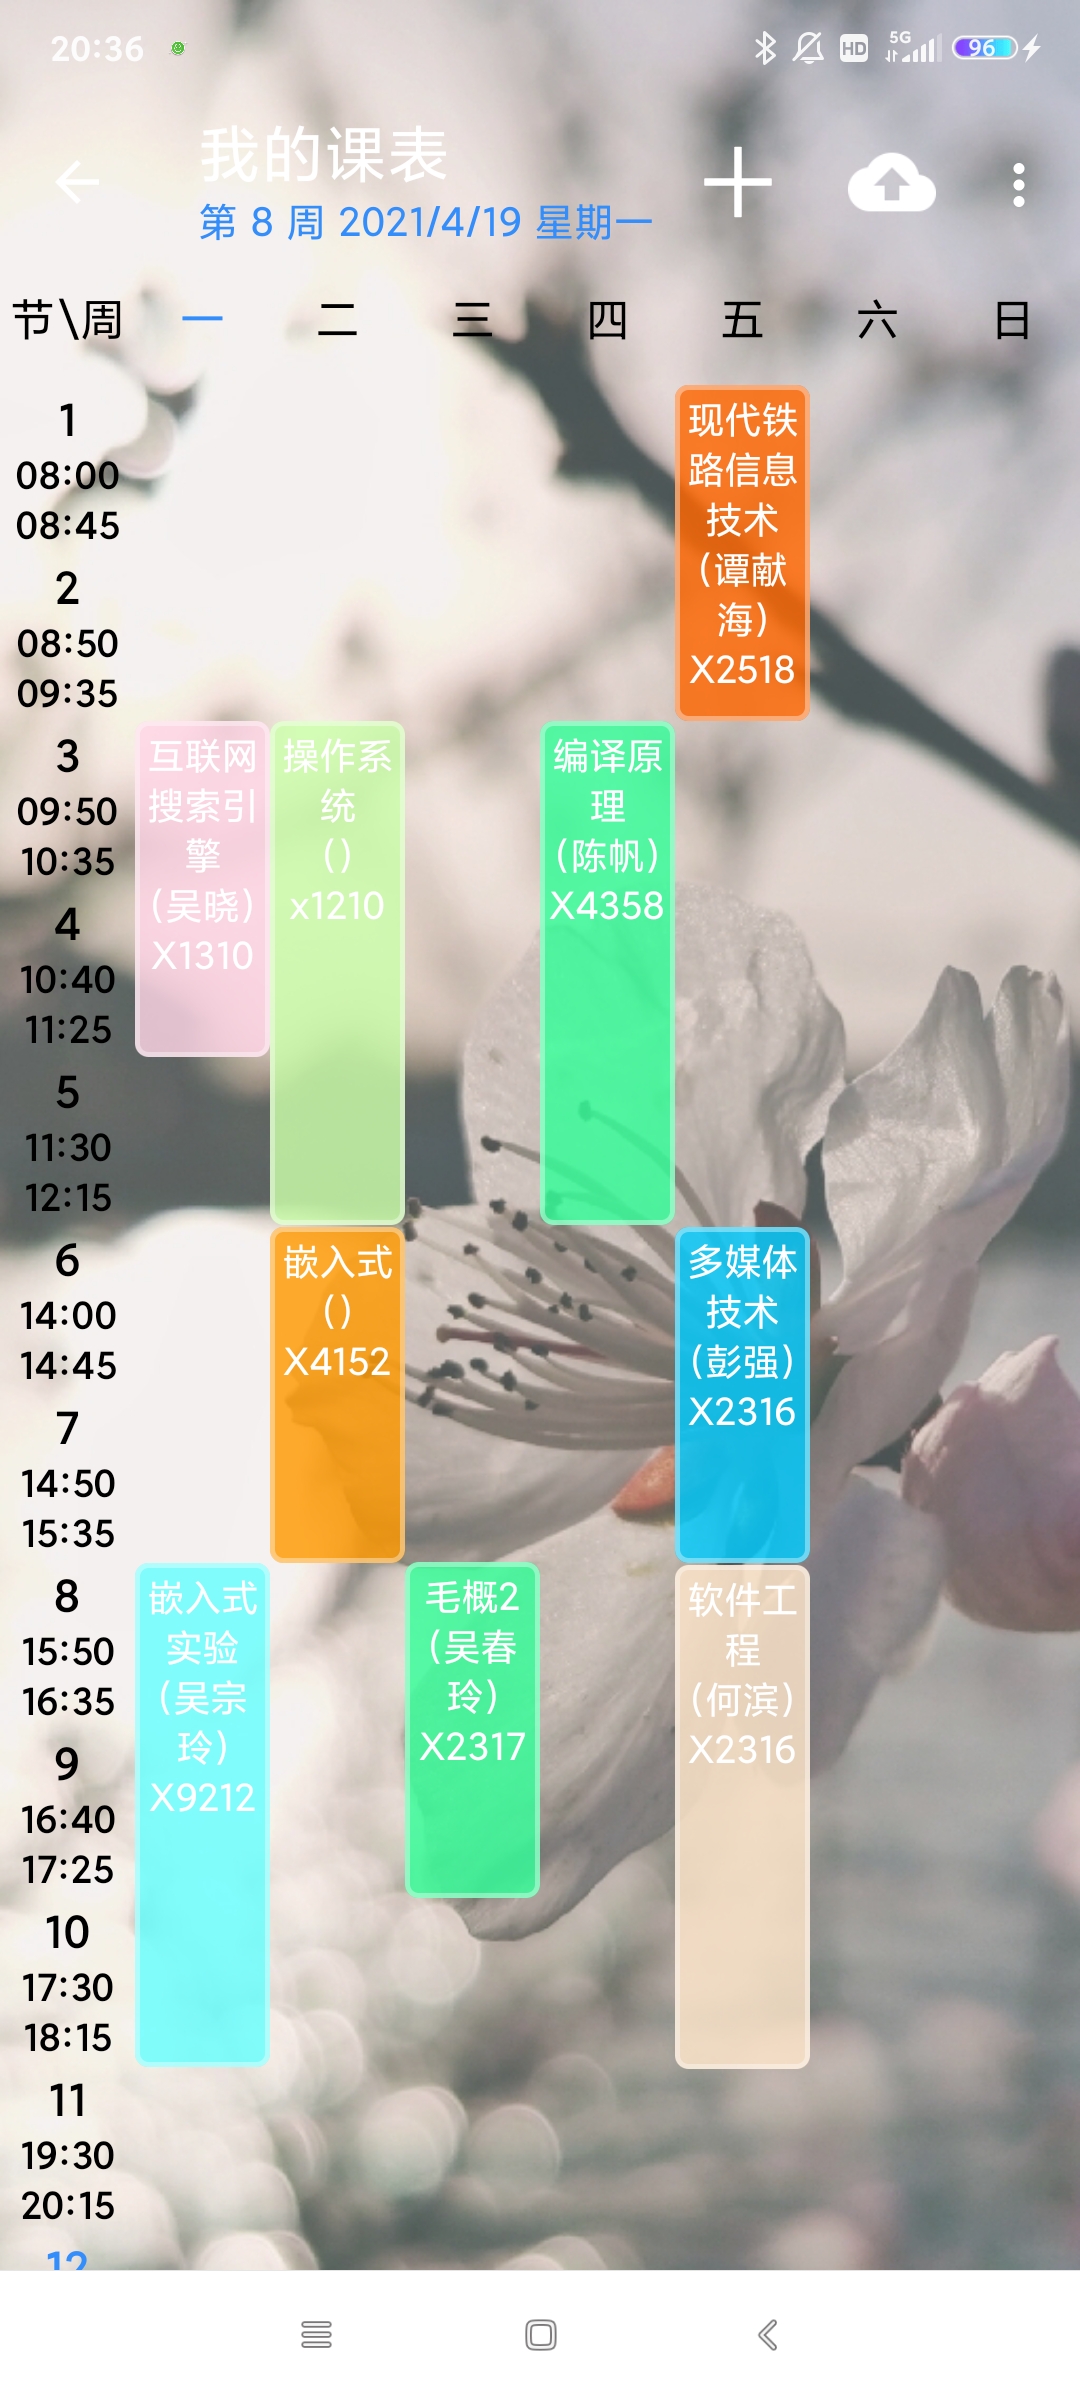 20:36
HD 5G 96
我的课表
第 8 周 2021/4/19 星期一
节\周 一 二 三 四 五 六 日
1
08:00
08:45
2
08:50
09:35
3
09:50
10:35
4
10:40
11:25
5
11:30
12:15
6
14:00
14:45
7
14:50
15:35
8
15:50
16:35
9
16:40
17:25
10
17:30
18:15
11
19:30
20:15
12
互联网
搜索引
擎
(吴晓)
X1310
嵌入式
实验
(吴宗
玲)
X9212
操作系
统
()
x1210
嵌入式
()
X4152
毛概2
(吴春
玲)
X2317
编译原
理
(陈帆)
X4358
现代铁
路信息
技术
(谭献
海)
X2518
多媒体
技术
(彭强)
X2316
软件工
程
(何滨)
X2316